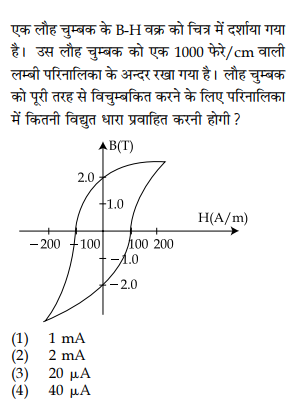 एक लौह चुम्बक के B-H वक्र को चित्र में दर्शाया गया
है। उस लौह चुम्बक को एक 1000 फेरे/cm वाली
लम्बी परिनालिका के अन्दर रखा गया है। लौह चुम्बक
को पूरी तरह से विचुम्बकित करने के लिए परिनालिका
में कितनी विद्युत धारा प्रवाहित करनी होगी ?
B(T)
2.0
1.0
H(A/m)
-200 -100 100 200
-1.0
-2.0
(1) 1 mA
(2) 2 mA
(3) 20 μA
(4) 40 μA